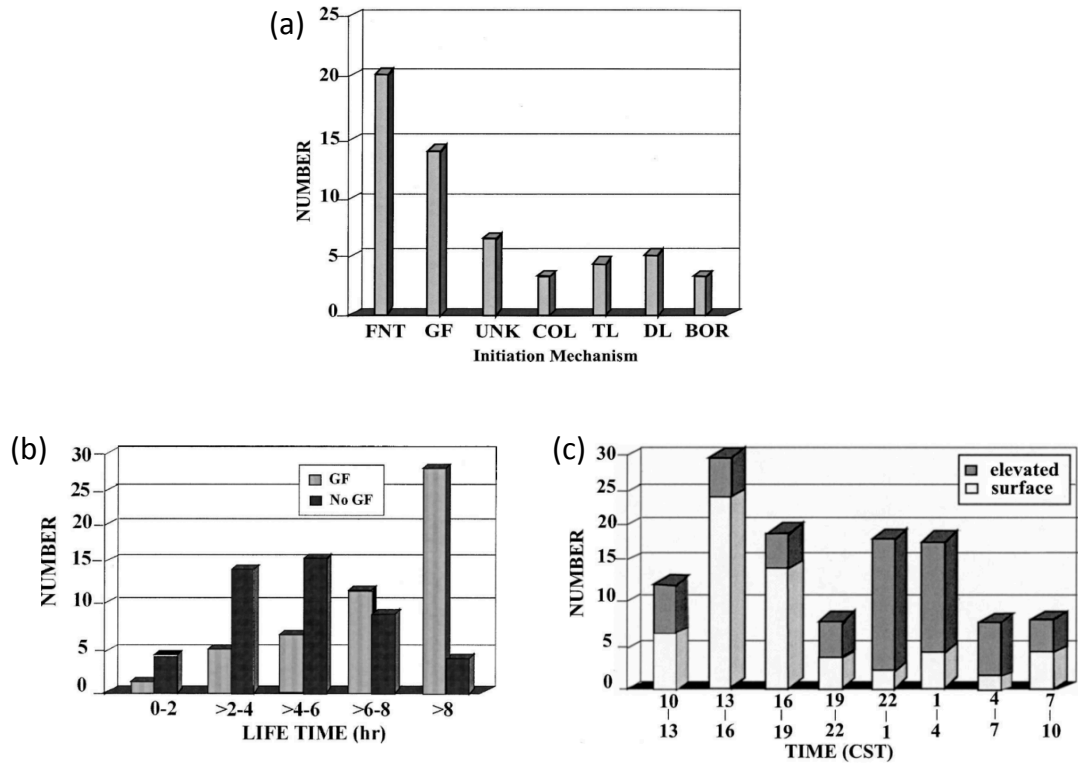 (a)
25
20
15
10
5
0
NUMBER
FNT GF UNK COL TL DL BOR
Initiation Mechanism
(b)
30
25
20
15
10
5
0
NUMBER
GF
No GF
0-2 >2-4 >4-6 >6-8 >8
LIFE TIME (hr)
(c)
30
25
20
15
10
5
0
NUMBER
elevated
surface
10 13 16 19 22 1 4 7
| | | | | | | |
13 16 19 22 1 4 7 10
TIME (CST)